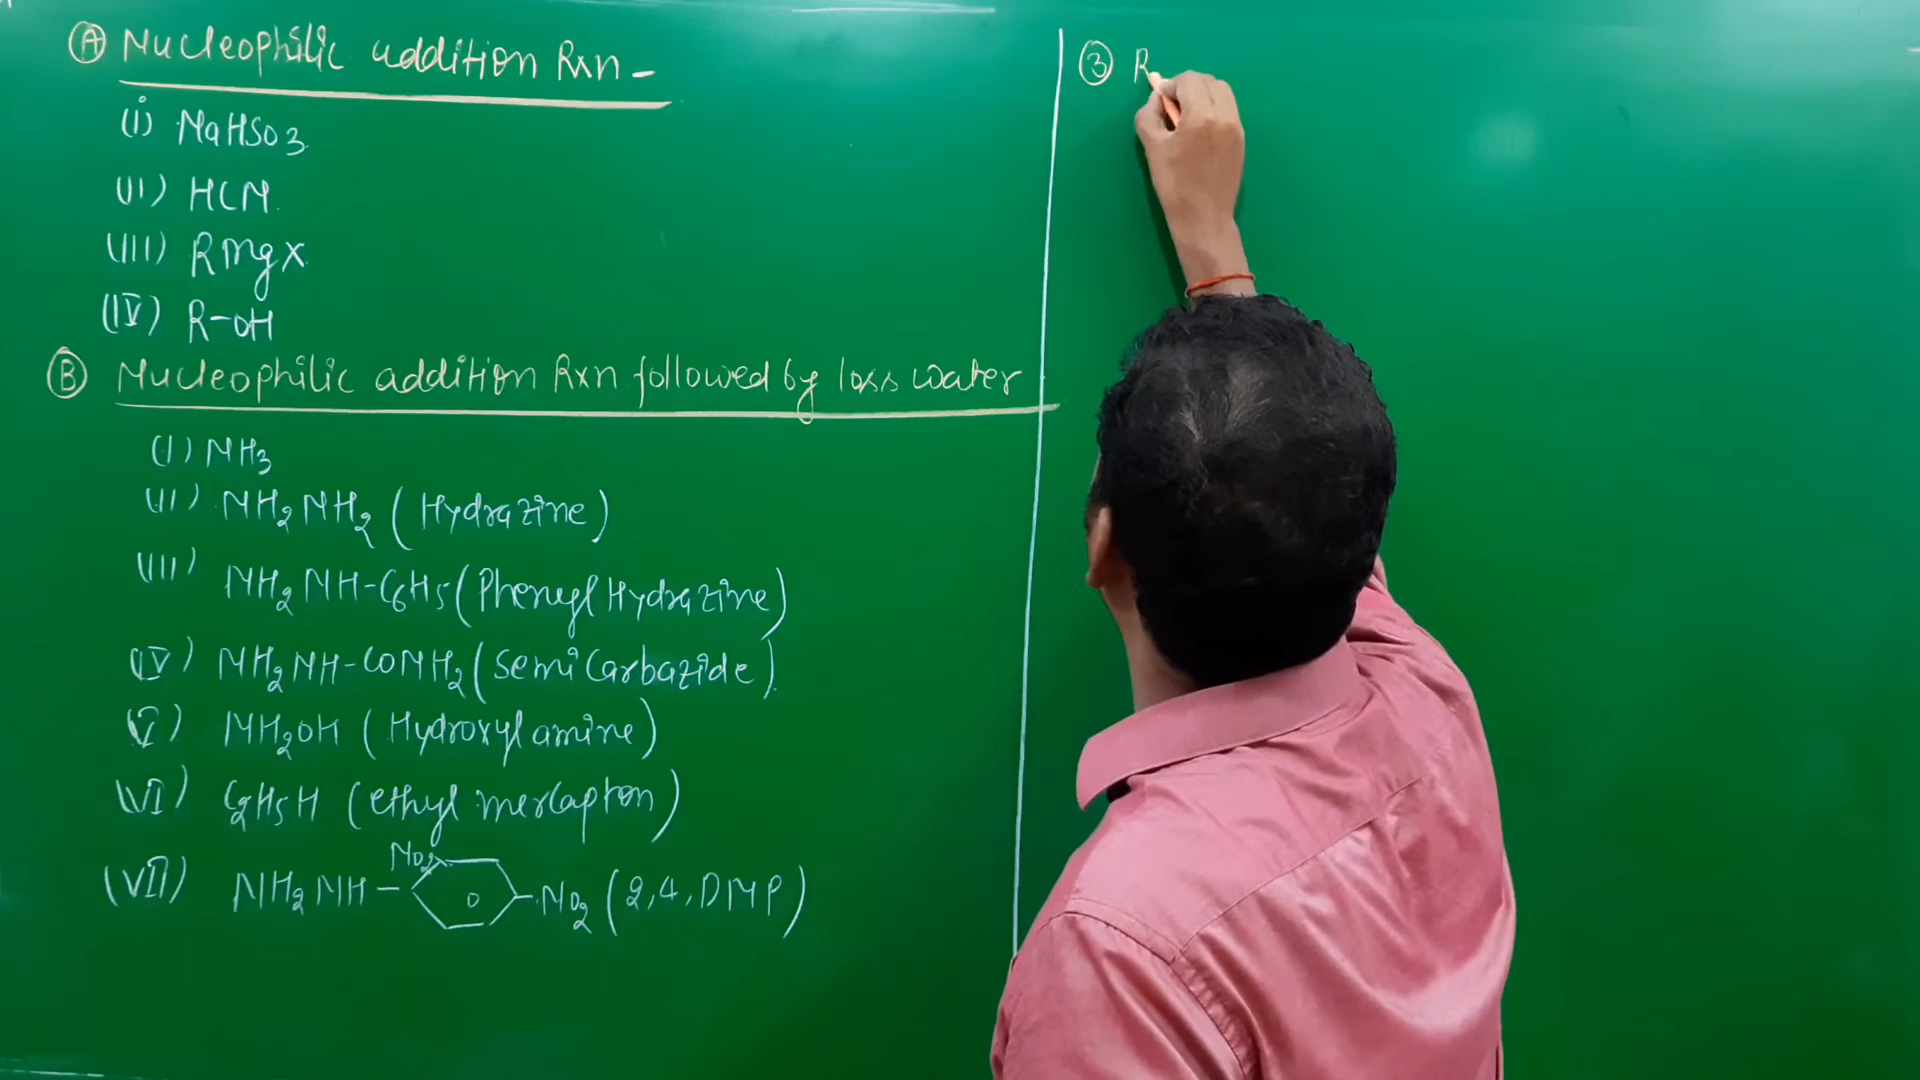 Ⓐ Nucleophilic addition Rxn -
(i) NaHSO3
(II) HCN.
(III) RMgX
(IV) R-OH
Ⓑ Nucleophilic addition Rxn followed by loss water
(I) NH3
(II) NH2NH2 (Hydrazine)
(III) NH2NH-C6H5 (Phenyl Hydrazine)
(IV) NH2NH-CONH2 (Semi Carbazide)
(V) NH2OH (Hydroxyl amine)
(VI) C2H5H (ethyl mercapton)
NO2
(VII) NH2NH- -NO2 (2,4,DNP)
③ R